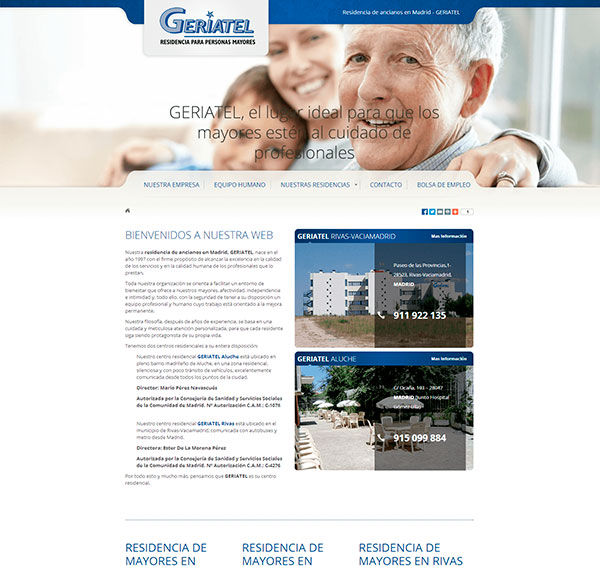 Residencia de ancianos en Madrid - GERIATEL
GERIATEL
RESIDENCIA PARA PERSONAS MAYORES
GERIATEL, el lugar ideal para que los
mayores estén al cuidado de
profesionales
NUESTRA EMPRESA
EQUIPO HUMANO
NUESTRAS RESIDENCIAS
CONTACTO
BOLSA DE EMPLEO
BIENVENIDOS A NUESTRA WEB
Nuestra residencia de ancianos en Madrid, GERIATEL, nace en el
año 1997 con el firme propósito de alcanzar la excelencia en la calidad
de los servicios y en la calidad humana de los profesionales que lo
prestan.
Toda nuestra organización se orienta a facilitar un entorno de
bienestar que ofrece a nuestros mayores, afectividad, independencia
e intimidad y, todo ello, con la seguridad de tener a su disposición un
equipo profesional y humano cuyo trabajo está orientado a la mejora
permanente.
Nuestra filosofía, después de años de experiencia, se basa en una
cuidada y meticulosa atención personalizada, para que cada residente
siga siendo protagonista de su propia vida.
Tenemos dos centros residenciales a su entera disposición:
Nuestro centro residencial GERIATEL Aluche está ubicado en
pleno barrio madrileño de Aluche, en una zona residencial,
silenciosa y con poco tránsito de vehículos, excelentemente
comunicada desde todos los puntos de la ciudad.
Director: Mario Pérez Navascués
Autorizada por la Consejería de Sanidad y Servicios Sociales
de la Comunidad de Madrid. Nº Autorización C.A.M.: C-1076
Nuestro centro residencial GERIATEL Rivas está ubicado en el
municipio de Rivas-Vaciamadrid, comunicada con autobuses y
metro desde Madrid.
Directora: Ester De La Morena Pérez
Autorizada por la Consejería de Sanidad y Servicios Sociales
de la Comunidad de Madrid. Nº Autorización C.A.M.: C-4276
Por todo esto y mucho más, pensamos que GERIATEL es su centro
residencial.
GERIATEL RIVAS-VACIAMADRID
Mas Información
Paseo de las Provincias,1-
28523, Rivas-Vaciamadrid,
MADRID
911 922 135
GERIATEL ALUCHE
Mas Información
C/ Ocaña, 193 - 28047
MADRID (Junto Hospital
Gómez Ulla)
915 099 884
RESIDENCIA DE
MAYORES EN
RESIDENCIA DE
MAYORES EN
RESIDENCIA DE
MAYORES EN RIVAS